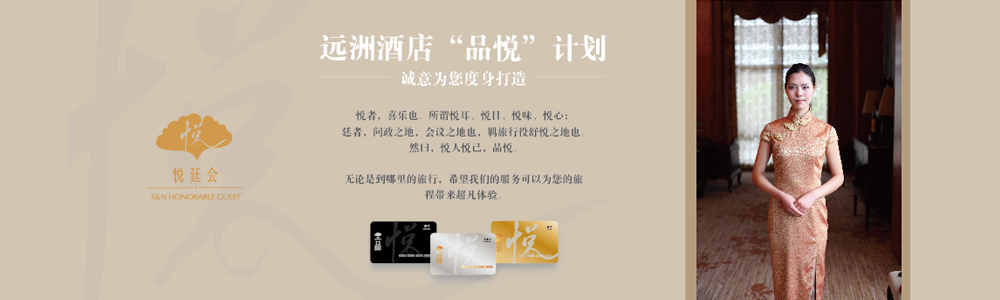 远洲酒店“品悦”计划
诚意为您度身打造
悦者，喜乐也。所谓悦耳、悦目、悦味、悦心；
廷者，问政之地，会议之地也，羁旅行役好悦之地也。
然曰，悦人悦己，品悦。
无论是到哪里的旅行，希望我们的服务可以为您的旅
程带来超凡体验。
悦
悦廷会
S&N HONORABLE GUEST
悦
悦
悦